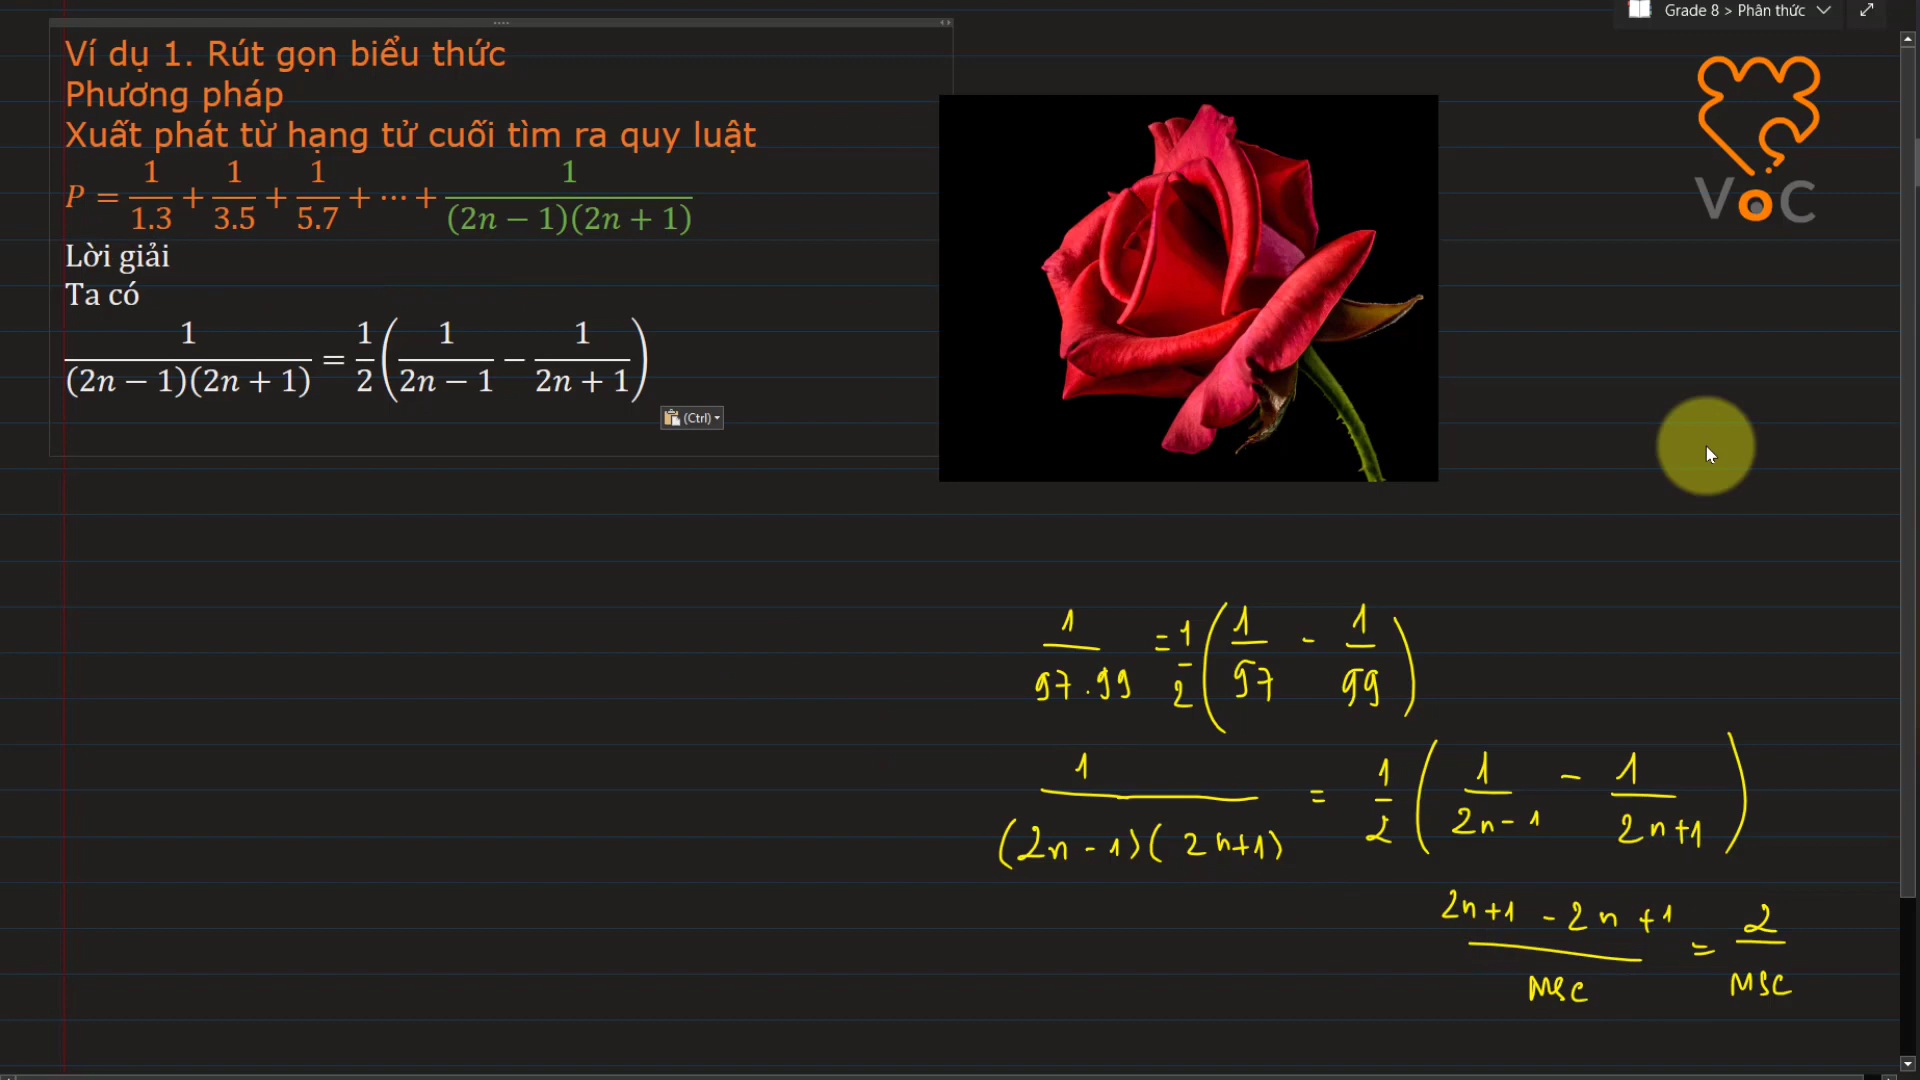 Grade 8 > Phân thức
Ví dụ 1. Rút gọn biểu thức
Phương pháp
Xuất phát từ hạng tử cuối tìm ra quy luật
P = 1/1.3 + 1/3.5 + 1/5.7 + ⋯ + 1/(2n − 1)(2n + 1)
Lời giải
Ta có
1/(2n − 1)(2n + 1) = 1/2 (1/2n − 1 − 1/2n + 1)
(Ctrl)
VOC
1/97.99 = 1/2 (1/97 - 1/99)
1/(2n - 1)(2n+1) = 1/2 (1/2n - 1 - 1/2n+1)
2n+1 - 2n +1/MSC = 2/MSC